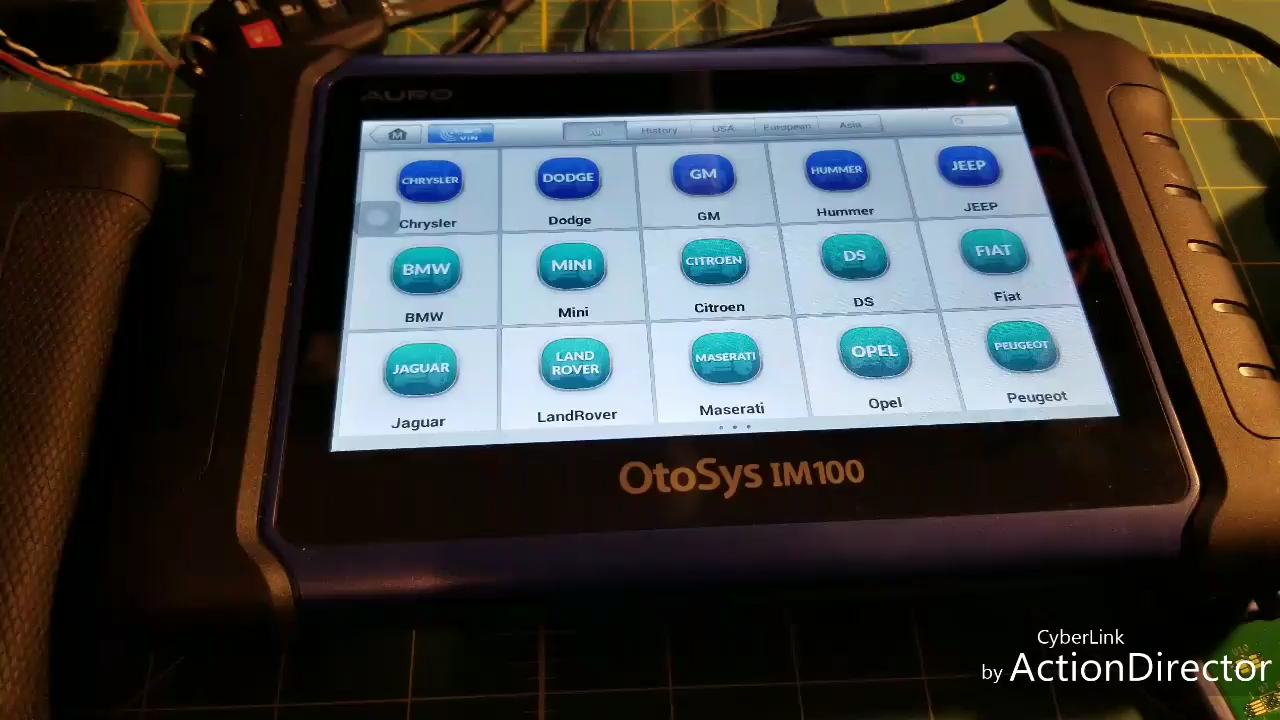 AURO
VIN
All
History
USA
European
Asia
CHRYSLER
DODGE
GM
HUMMER
JEEP
Chrysler
Dodge
GM
Hummer
JEEP
BMW
MINI
CITROEN
DS
FIAT
BMW
Mini
Citroen
DS
Fiat
JAGUAR
LAND
ROVER
MASERATI
OPEL
PEUGEOT
Jaguar
LandRover
Maserati
Opel
Peugeot
OtoSys IM100
CyberLink
by ActionDirector